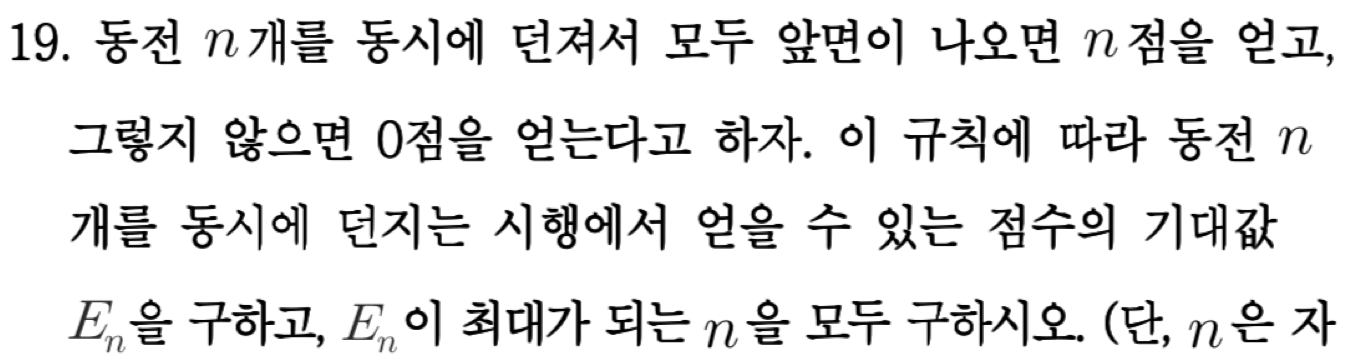 19. 동전 n개를 동시에 던져서 모두 앞면이 나오면 n점을 얻고,
그렇지 않으면 0점을 얻는다고 하자. 이 규칙에 따라 동전 n
개를 동시에 던지는 시행에서 얻을 수 있는 점수의 기대값
Eₙ을 구하고, Eₙ이 최대가 되는 n을 모두 구하시오. (단, n은 자